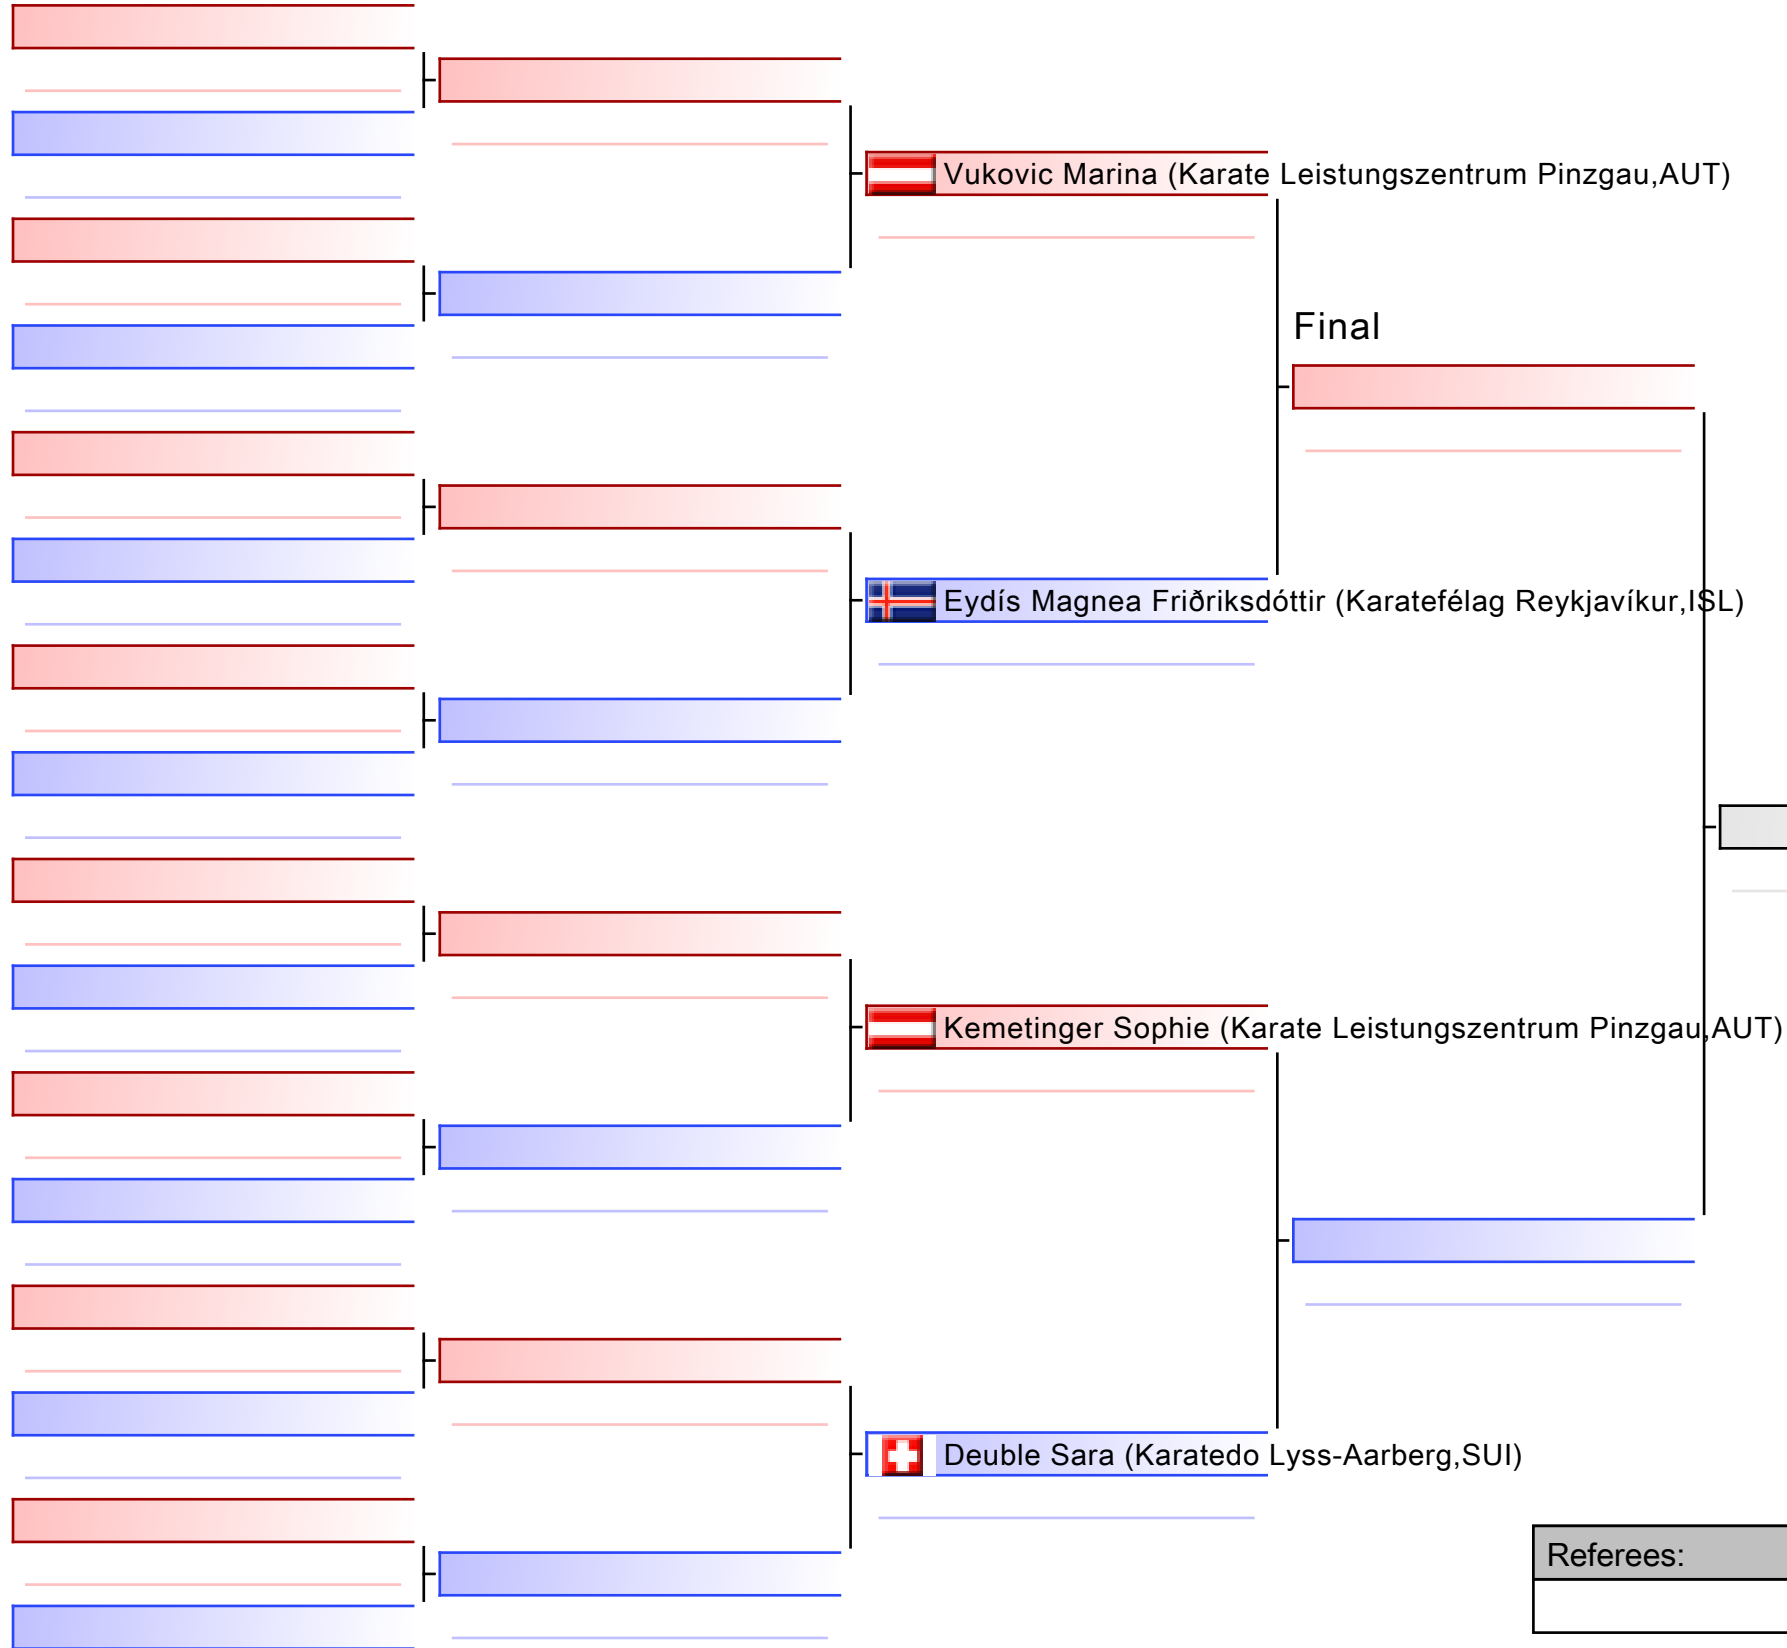 Vukovic Marina (Karate Leistungszentrum Pinzgau,AUT)
Final
Eydís Magnea Friðriksdóttir (Karatefélag Reykjavíkur,ISL)
Kemetinger Sophie (Karate Leistungszentrum Pinzgau,AUT)
Deuble Sara (Karatedo Lyss-Aarberg,SUI)
Referees: